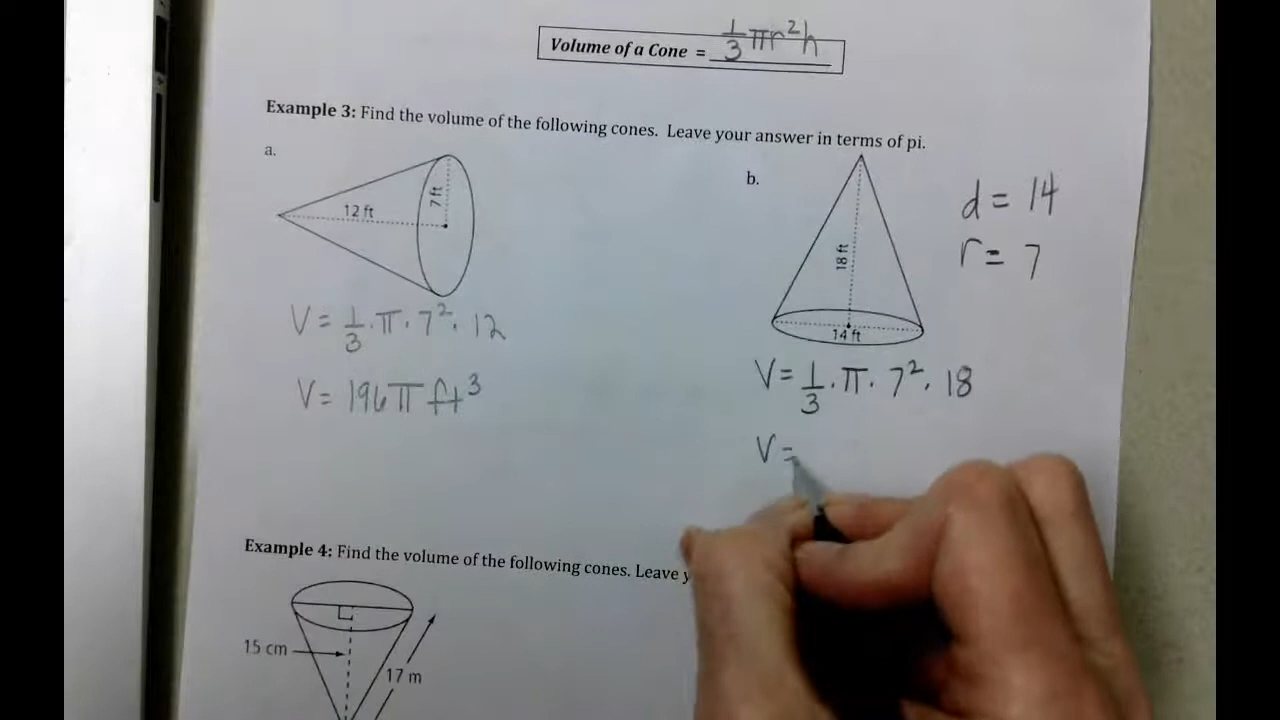 Volume of a Cone = 1/3 πr²h
Example 3: Find the volume of the following cones. Leave your answer in terms of pi.
a.
12 ft
7 ft
V = 1/3 · π · 7² · 12
V = 196π ft³
b.
18 ft
14 ft
d = 14
r = 7
V = 1/3 · π · 7² · 18
V =
Example 4: Find the volume of the following cones. Leave y
15 cm
17 m